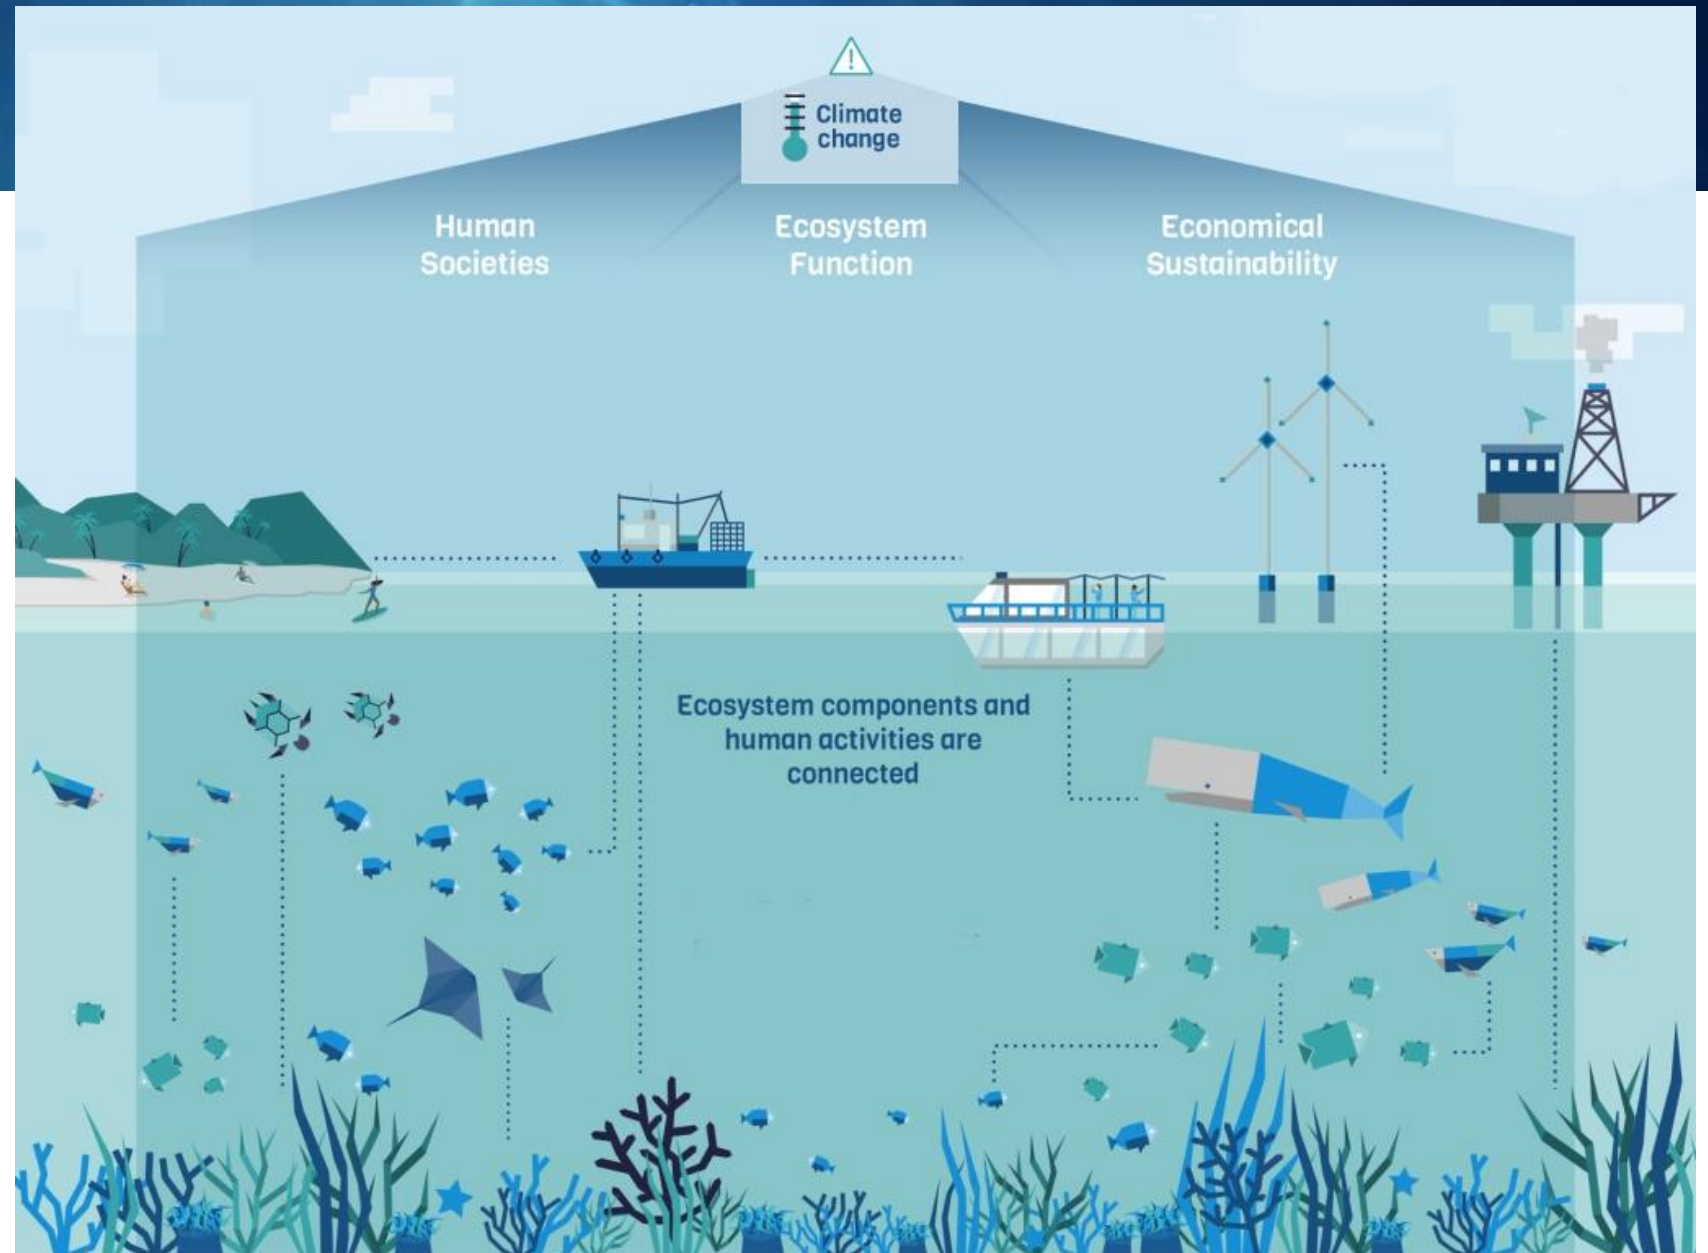 Climate
change
Human
Societies
Ecosystem
Function
Economical
Sustainability
Ecosystem components and
human activities are
connected